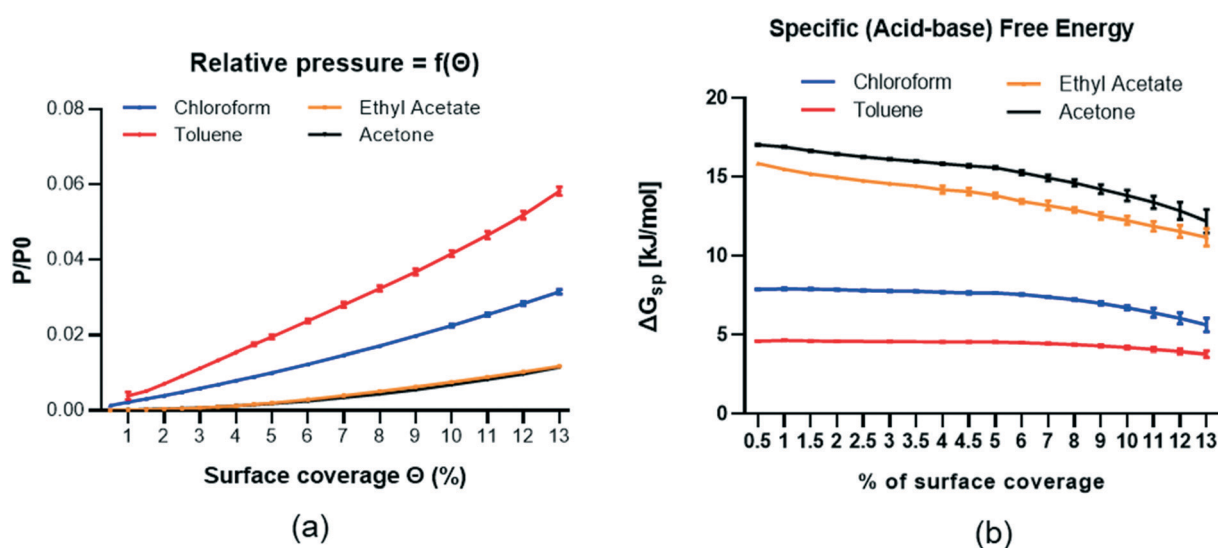 Relative pressure = f(Θ)
Chloroform
Ethyl Acetate
Toluene
Acetone
0.08
0.06
0.04
0.02
0.00
P/P0
1 2 3 4 5 6 7 8 9 10 11 12 13
Surface coverage Θ (%)
(a)
Specific (Acid-base) Free Energy
Chloroform
Ethyl Acetate
Toluene
Acetone
20
15
10
5
0
ΔGsp [kJ/mol]
0.5 1 1.5 2 2.5 3 3.5 4 4.5 5 6 7 8 9 10 11 12 13
% of surface coverage
(b)